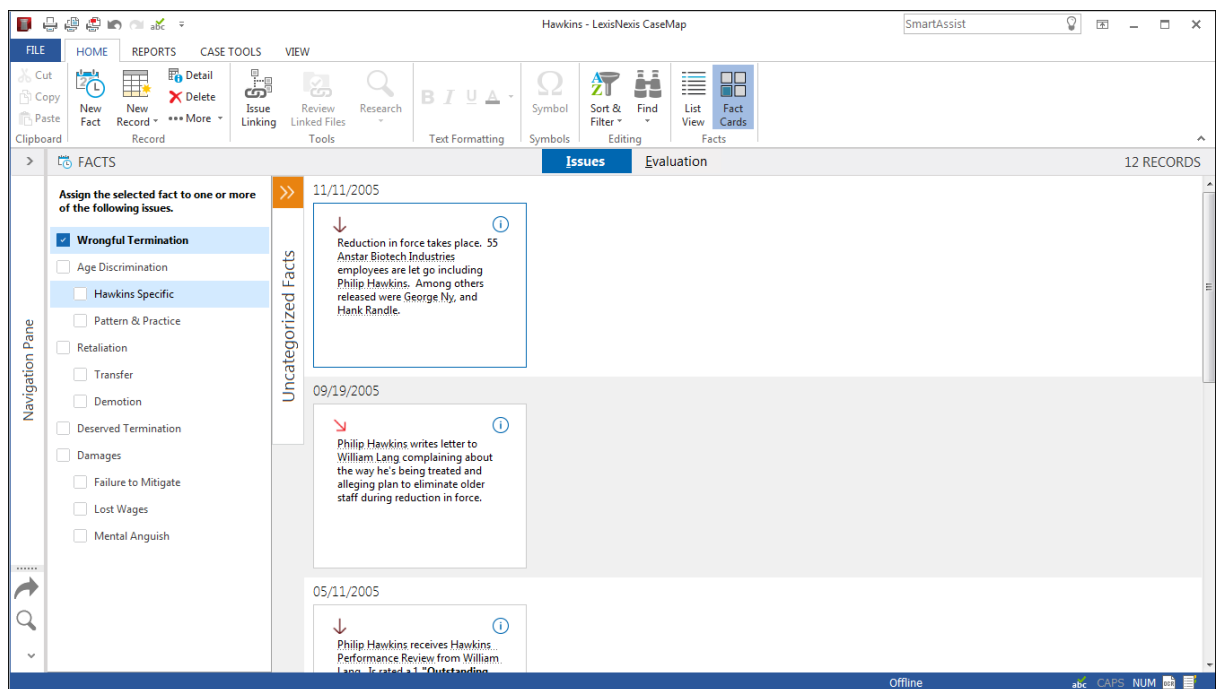 Hawkins - LexisNexis CaseMap
SmartAssist
FILE
HOME
REPORTS
CASE TOOLS
VIEW
Cut
Copy
Paste
Clipboard
New
Fact
New
Record
Detail
Delete
More
Record
Issue
Linking
Review
Linked Files
Research
Tools
B I U A
Text Formatting
Symbol
Symbols
Sort &
Filter
Find
Editing
List
View
Fact
Cards
Facts
FACTS
Issues
Evaluation
12 RECORDS
Navigation Pane
Assign the selected fact to one or more
of the following issues.
Wrongful Termination
Age Discrimination
Hawkins Specific
Pattern & Practice
Retaliation
Transfer
Demotion
Deserved Termination
Damages
Failure to Mitigate
Lost Wages
Mental Anguish
Uncategorized Facts
11/11/2005
Reduction in force takes place. 55
Anstar Biotech Industries
employees are let go including
Philip Hawkins. Among others
released were George Ny, and
Hank Randle.
09/19/2005
Philip Hawkins writes letter to
William Lang complaining about
the way he's being treated and
alleging plan to eliminate older
staff during reduction in force.
05/11/2005
Philip Hawkins receives Hawkins
Performance Review from William
Lang. Is rated a 1 "Outstanding
Offline
abc CAPS NUM